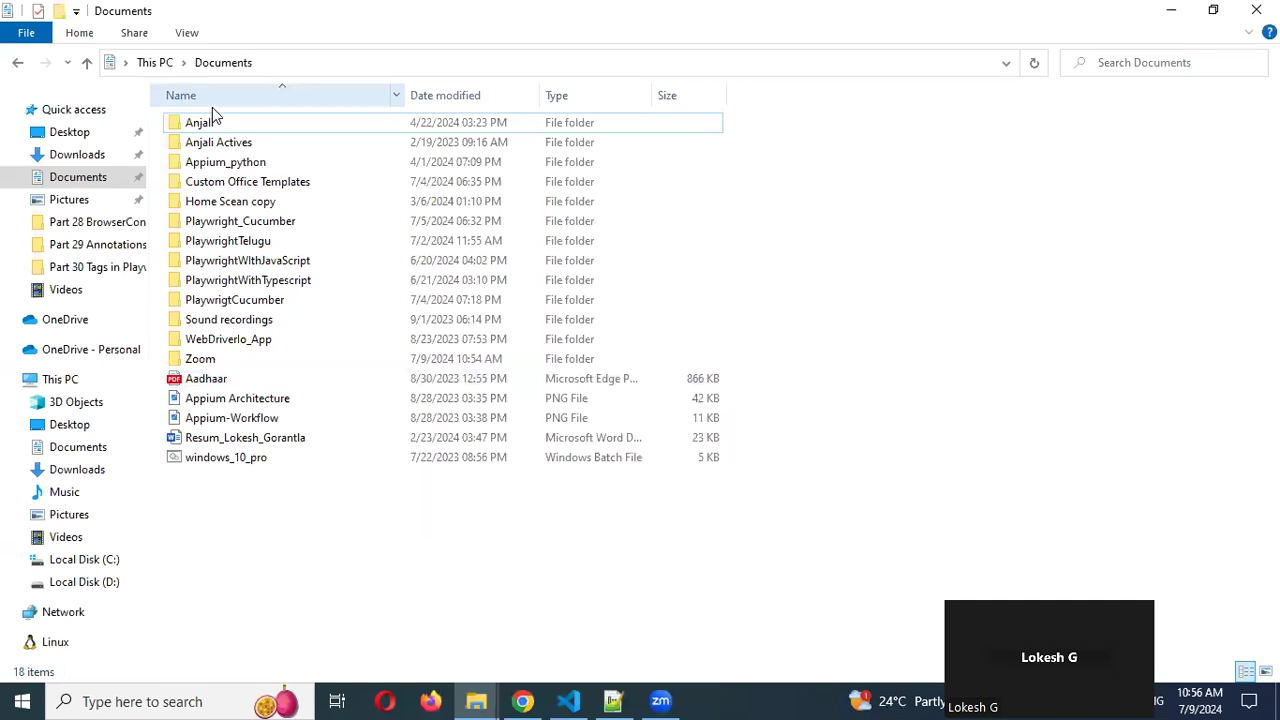 Documents
File Home Share View
This PC Documents Search Documents
Name Date modified Type Size
Quick access
Desktop
Downloads
Documents
Pictures
Part 28 BrowserCon
Part 29 Annotations
Part 30 Tags in Playw
Videos
OneDrive
OneDrive - Personal
This PC
3D Objects
Desktop
Documents
Downloads
Music
Pictures
Videos
Local Disk (C:)
Local Disk (D:)
Network
Linux
Anjali 4/22/2024 03:23 PM File folder
Anjali Actives 2/19/2023 09:16 AM File folder
Appium_python 4/1/2024 07:09 PM File folder
Custom Office Templates 7/4/2024 06:35 PM File folder
Home Scean copy 3/6/2024 01:10 PM File folder
Playwright_Cucumber 7/5/2024 06:32 PM File folder
PlaywrightTelugu 7/2/2024 11:55 AM File folder
PlaywrightWIthJavaScript 6/20/2024 04:02 PM File folder
PlaywrightWithTypescript 6/21/2024 03:10 PM File folder
PlaywrigtCucumber 7/4/2024 07:18 PM File folder
Sound recordings 9/1/2023 06:14 PM File folder
WebDriverIo_App 8/23/2023 07:53 PM File folder
Zoom 7/9/2024 10:54 AM File folder
Aadhaar 8/30/2023 12:55 PM Microsoft Edge P... 866 KB
Appium Architecture 8/28/2023 03:35 PM PNG File 42 KB
Appium-Workflow 8/28/2023 03:38 PM PNG File 11 KB
Resum_Lokesh_Gorantla 2/23/2024 03:47 PM Microsoft Word D... 23 KB
windows_10_pro 7/22/2023 08:56 PM Windows Batch File 5 KB
18 items
Lokesh G
Lokesh G
Type here to search
24°C Partly
10:56 AM
7/9/2024